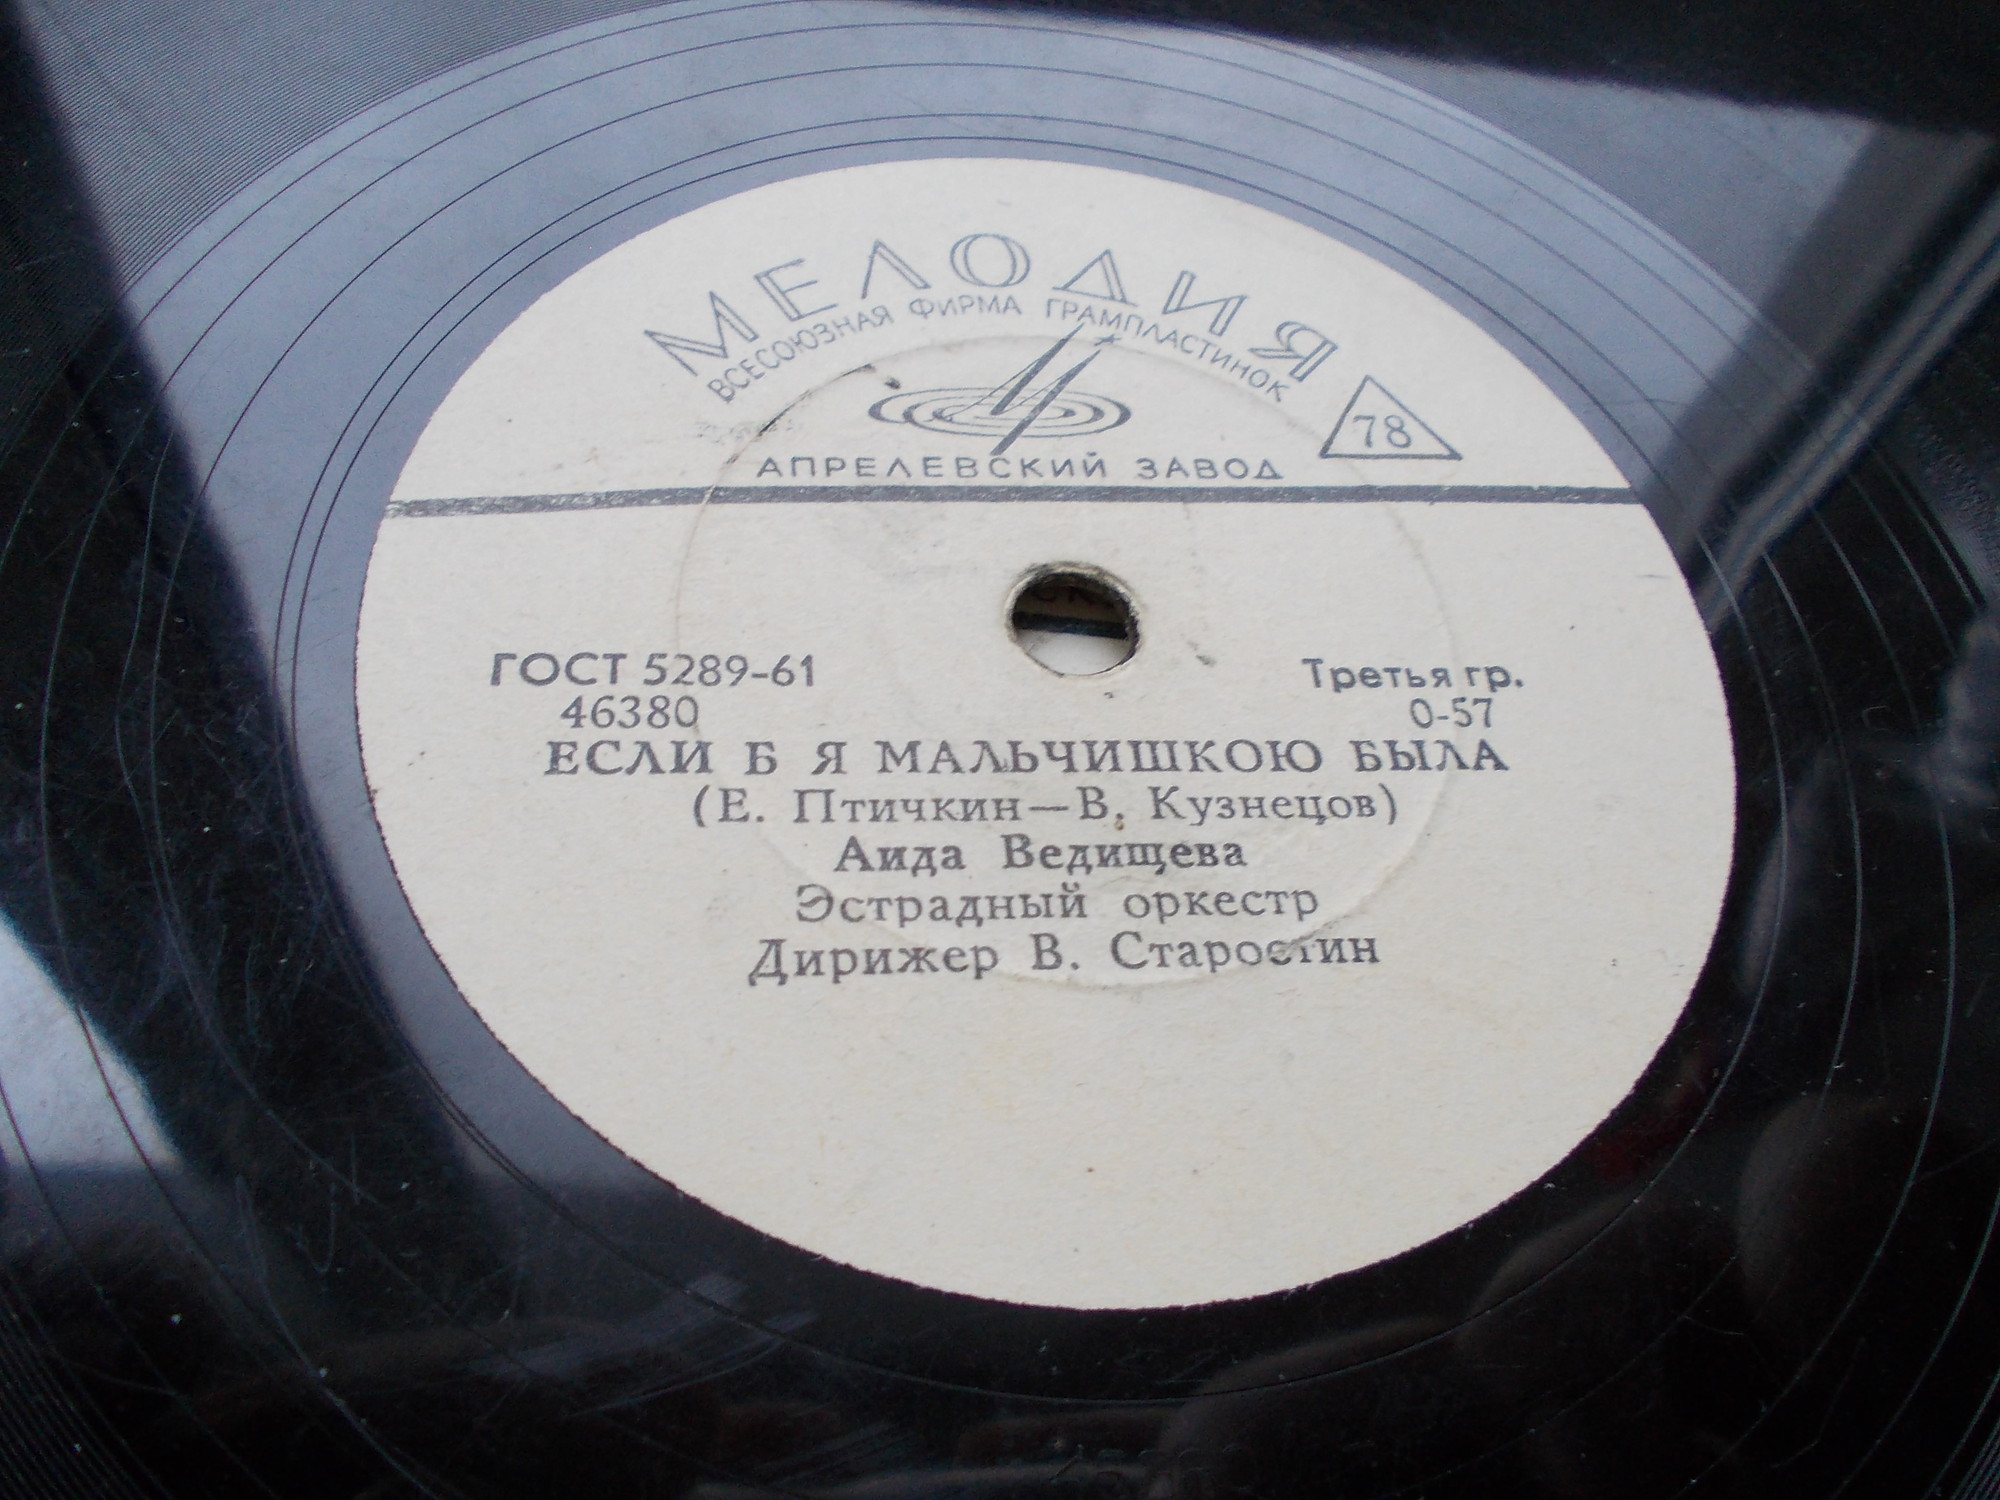 МЕЛОДИЯ
ВСЕСОЮЗНАЯ ФИРМА ГРАМПЛАСТИНОК
78
АПРЕЛЕВСКИЙ ЗАВОД
ГОСТ 5289-61 Третья гр.
46380 0-57
ЕСЛИ Б Я МАЛЬЧИШКОЮ БЫЛА
(Е. Птичкин—В. Кузнецов)
Аида Ведищева
Эстрадный оркестр
Дирижер В. Старостин